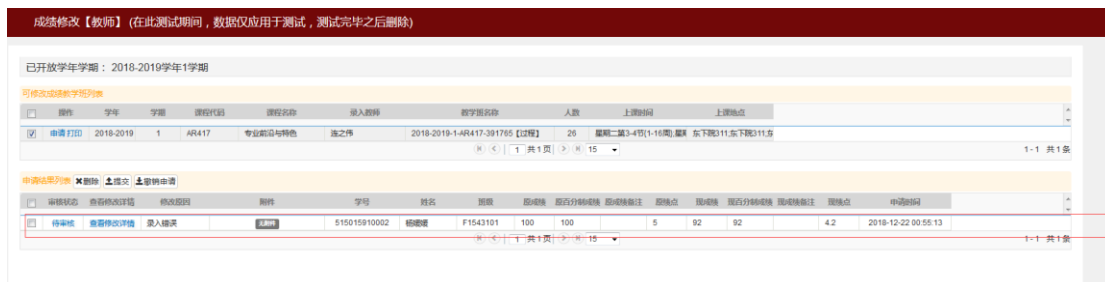 成绩修改【教师】 (在此测试期间，数据仅应用于测试，测试完毕之后删除)
已开放学年学期： 2018-2019学年1学期
可修改成绩教学班列表
操作 学年 学期 课程代码 课程名称 录入教师 教学班名称 人数 上课时间 上课地点
申请 打印 2018-2019 1 AR417 专业前沿与特色 连之伟 2018-2019-1-AR417-391765【过程】 26 星期二第3-4节{1-16周};星期 东下院311;东下院311;东
1 共1页 15 1-1 共1条
申请结果列表 删除 提交 撤销申请
审核状态 查看修改详情 修改原因 附件 学号 姓名 班级 原成绩 原百分制成绩 原成绩备注 原绩点 现成绩 现百分制成绩 现成绩备注 现绩点 申请时间
待审核 查看修改详情 录入错误 无附件 515015910002 杨媛媛 F1543101 100 100 5 92 92 4.2 2018-12-22 00:55:13
1 共1页 15 1-1 共1条